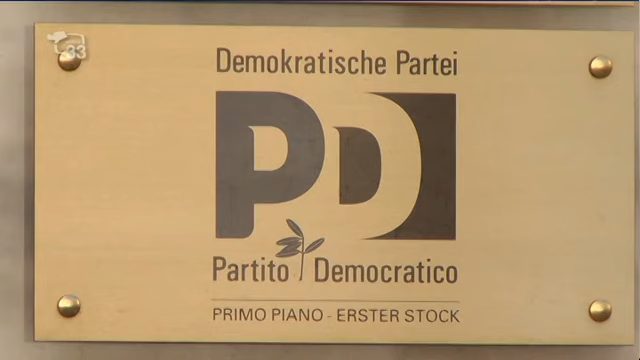 33
Demokratische Partei
PD
Partito Democratico
PRIMO PIANO - ERSTER STOCK